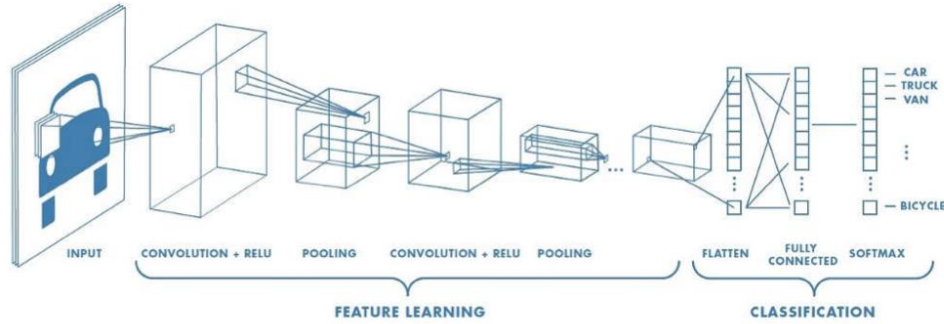 CAR
TRUCK
VAN
BICYCLE
INPUT
CONVOLUTION + RELU
POOLING
CONVOLUTION + RELU
POOLING
FLATTEN
FULLY
CONNECTED
SOFTMAX
FEATURE LEARNING
CLASSIFICATION